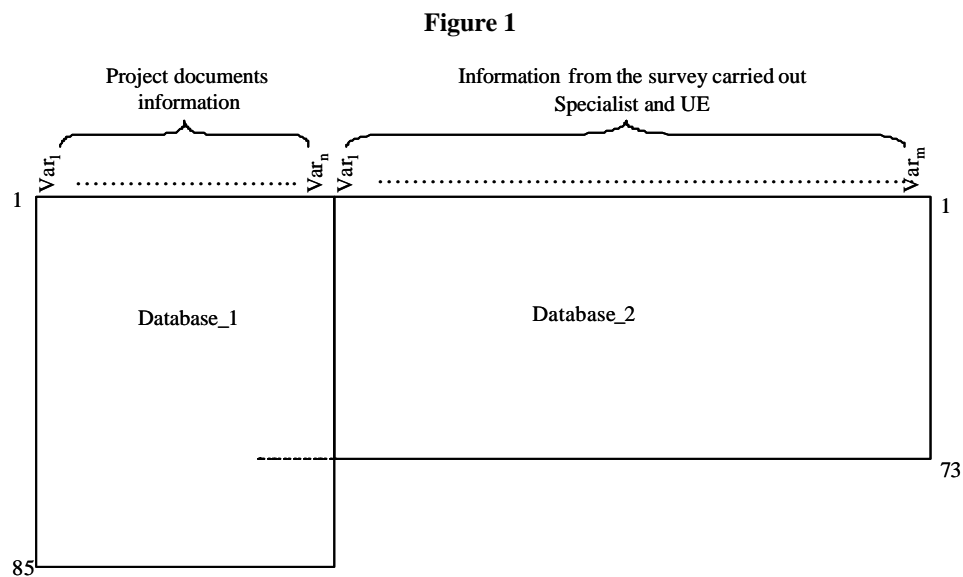 Figure 1
Project documents
information
Information from the survey carried out
Specialist and UE
Var1 ........................... Varn
Var1 ........................... Varm
1
1
Database_1
Database_2
73
85